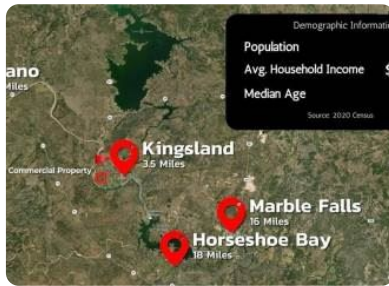 Demographic Informati
Population
Avg. Household Income $
Median Age
Source: 2020 Census
ano
Miles
Kingsland
3.5 Miles
Commercial Property
Marble Falls
16 Miles
Horseshoe Bay
18 Miles